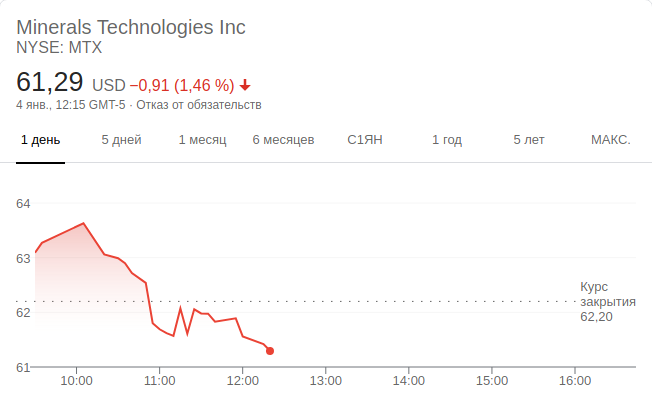 Minerals Technologies Inc
NYSE: MTX
61,29 USD −0,91 (1,46 %)
4 янв., 12:15 GMT-5 · Отказ от обязательств
1 день 5 дней 1 месяц 6 месяцев С1ЯН 1 год 5 лет МАКС.
64
63
Курс
закрытия
62,20
62
61
10:00 11:00 12:00 13:00 14:00 15:00 16:00